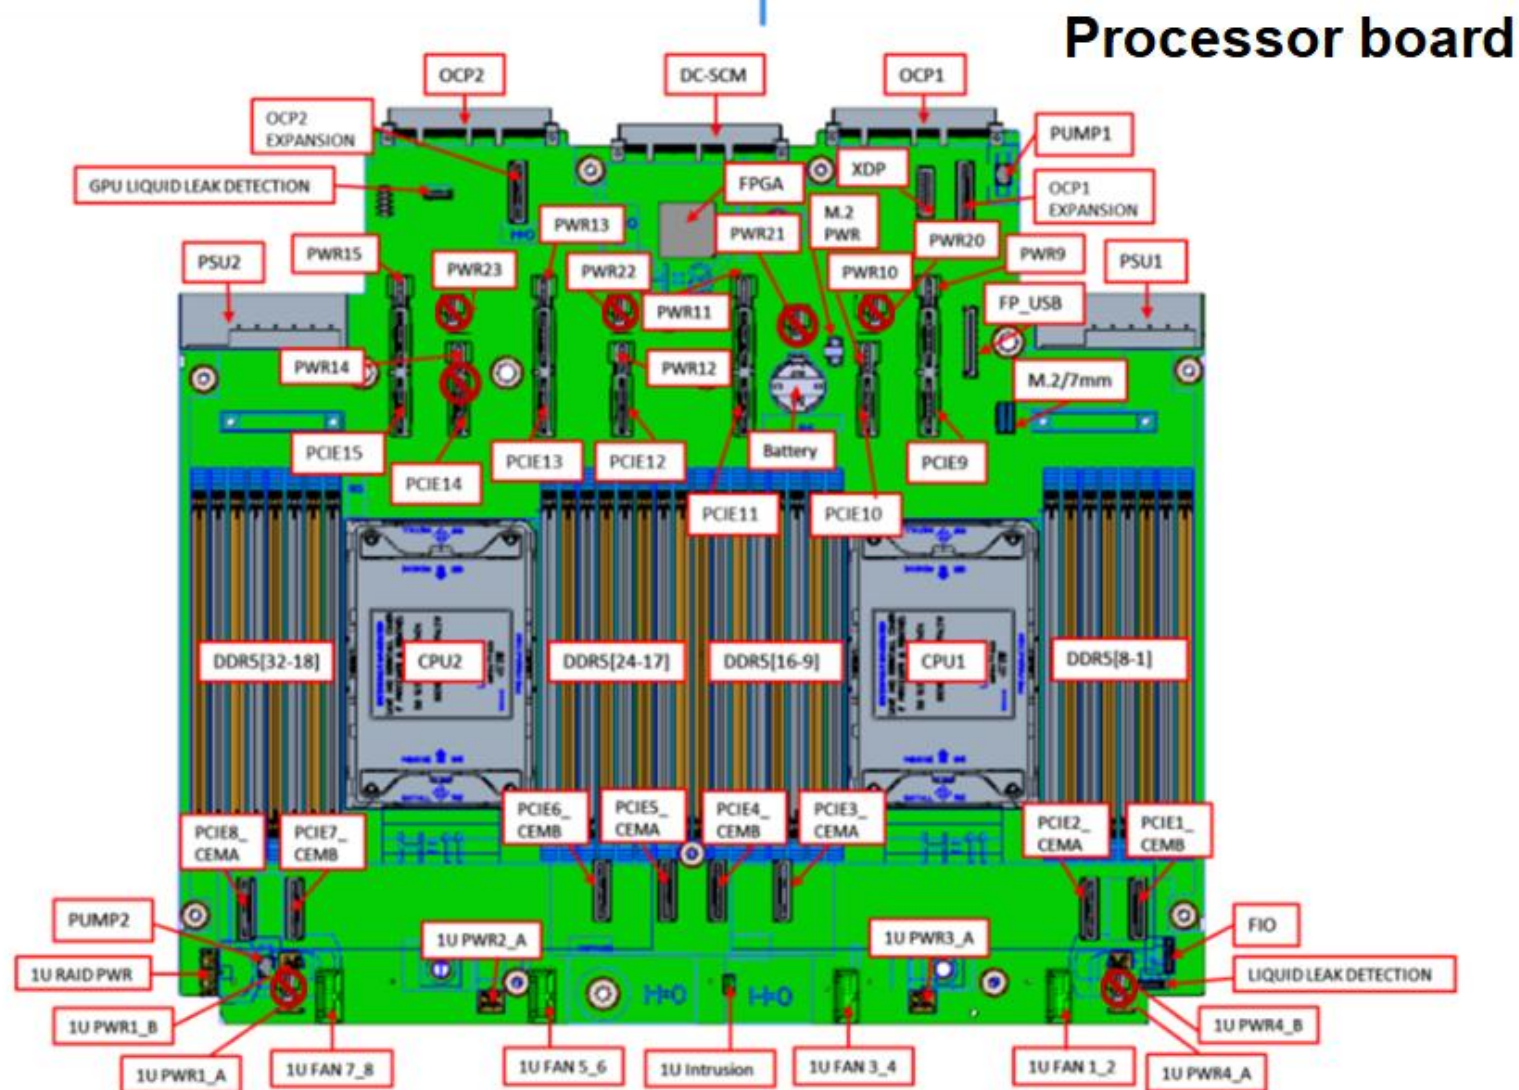 Processor board
OCP2
DC-SCM
OCP1
OCP2
EXPANSION
PUMP1
XDP
GPU LIQUID LEAK DETECTION
FPGA
OCP1
EXPANSION
M.2
PWR
PWR13
PWR21
PWR20
PWR15
PWR9
PSU2
PWR23
PWR22
PWR10
PSU1
FP_USB
PWR11
PWR14
PWR12
M.2/7mm
PCIE15
PCIE13
PCIE12
Battery
PCIE9
PCIE14
PCIE11
PCIE10
DDR5[32-18]
CPU2
DDR5[24-17]
DDR5[16-9]
CPU1
DDR5[8-1]
PCIE6_
CEMB
PCIE5_
CEMA
PCIE4_
CEMB
PCIE3_
CEMA
PCIE8_
CEMA
PCIE7_
CEMB
PCIE2_
CEMA
PCIE1_
CEMB
PUMP2
1U PWR2_A
1U PWR3_A
FIO
1U RAID PWR
LIQUID LEAK DETECTION
1U PWR1_B
1U PWR4_B
1U PWR1_A
1U FAN 7_8
1U FAN 5_6
1U Intrusion
1U FAN 3_4
1U FAN 1_2
1U PWR4_A